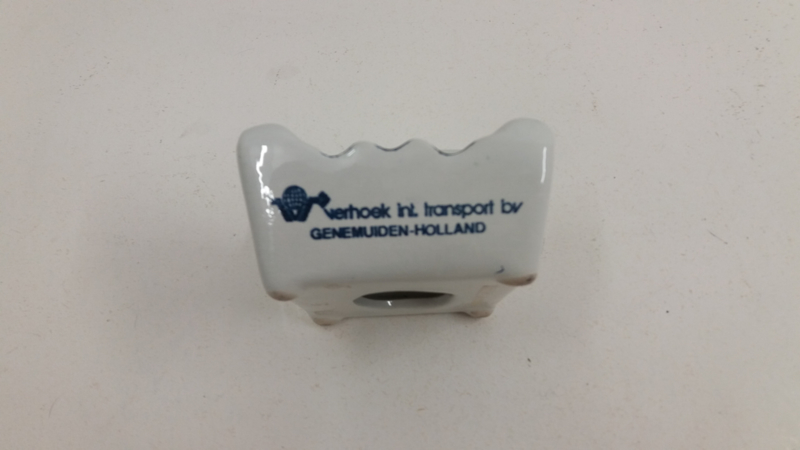 verhoek int. transport bv
GENEMUIDEN-HOLLAND